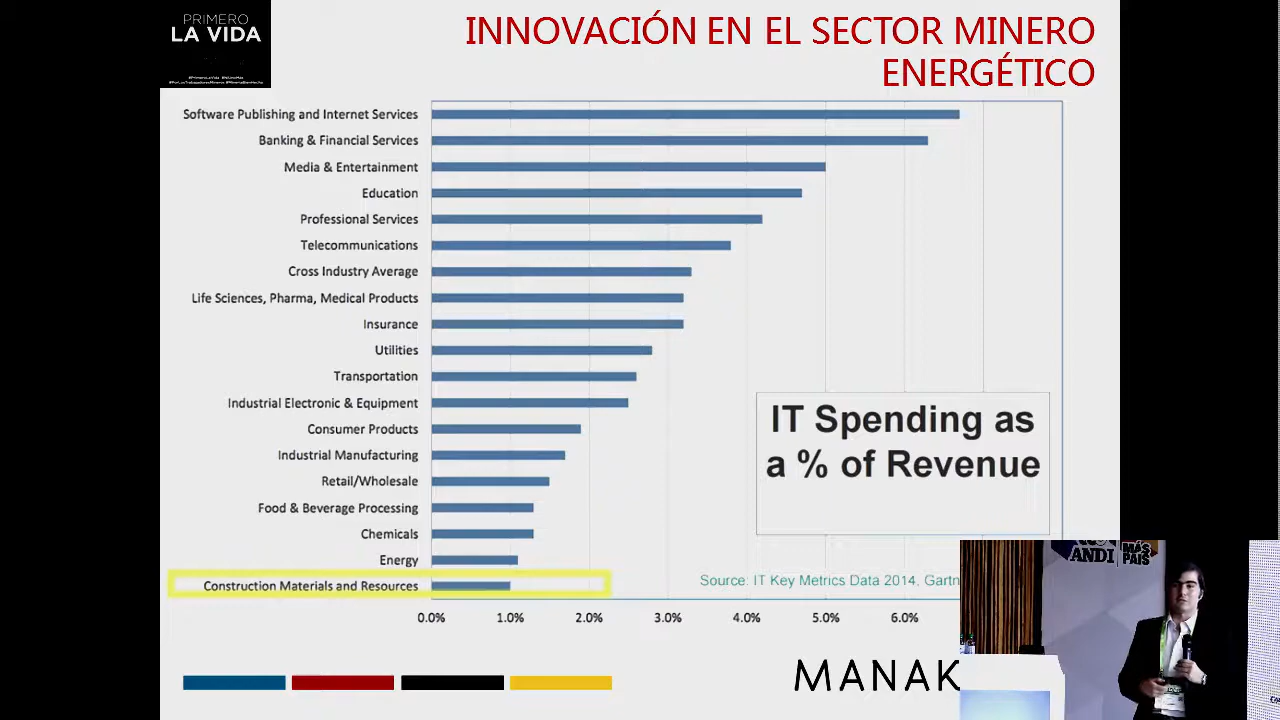 PRIMERO
LA VIDA
INNOVACIÓN EN EL SECTOR MINERO
ENERGÉTICO
Software Publishing and Internet Services
Banking & Financial Services
Media & Entertainment
Education
Professional Services
Telecommunications
Cross Industry Average
Life Sciences, Pharma, Medical Products
Insurance
Utilities
Transportation
Industrial Electronic & Equipment
Consumer Products
Industrial Manufacturing
Retail/Wholesale
Food & Beverage Processing
Chemicals
Energy
Construction Materials and Resources
IT Spending as
a % of Revenue
Source: IT Key Metrics Data 2014, Gartn
0.0% 1.0% 2.0% 3.0% 4.0% 5.0% 6.0%
MANAK
ANDI
MÁS
PAÍS